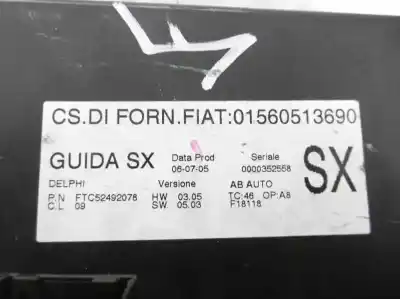 CS.DI FORN.FIAT:01560513690
GUIDA SX Data Prod Seriale SX
06-07-05 0000352558
DELPHI Versione AB AUTO
P.N FTC52492078 HW 03.05 TC:46 OP:A8
C.L 09 SW 05.03 F18118